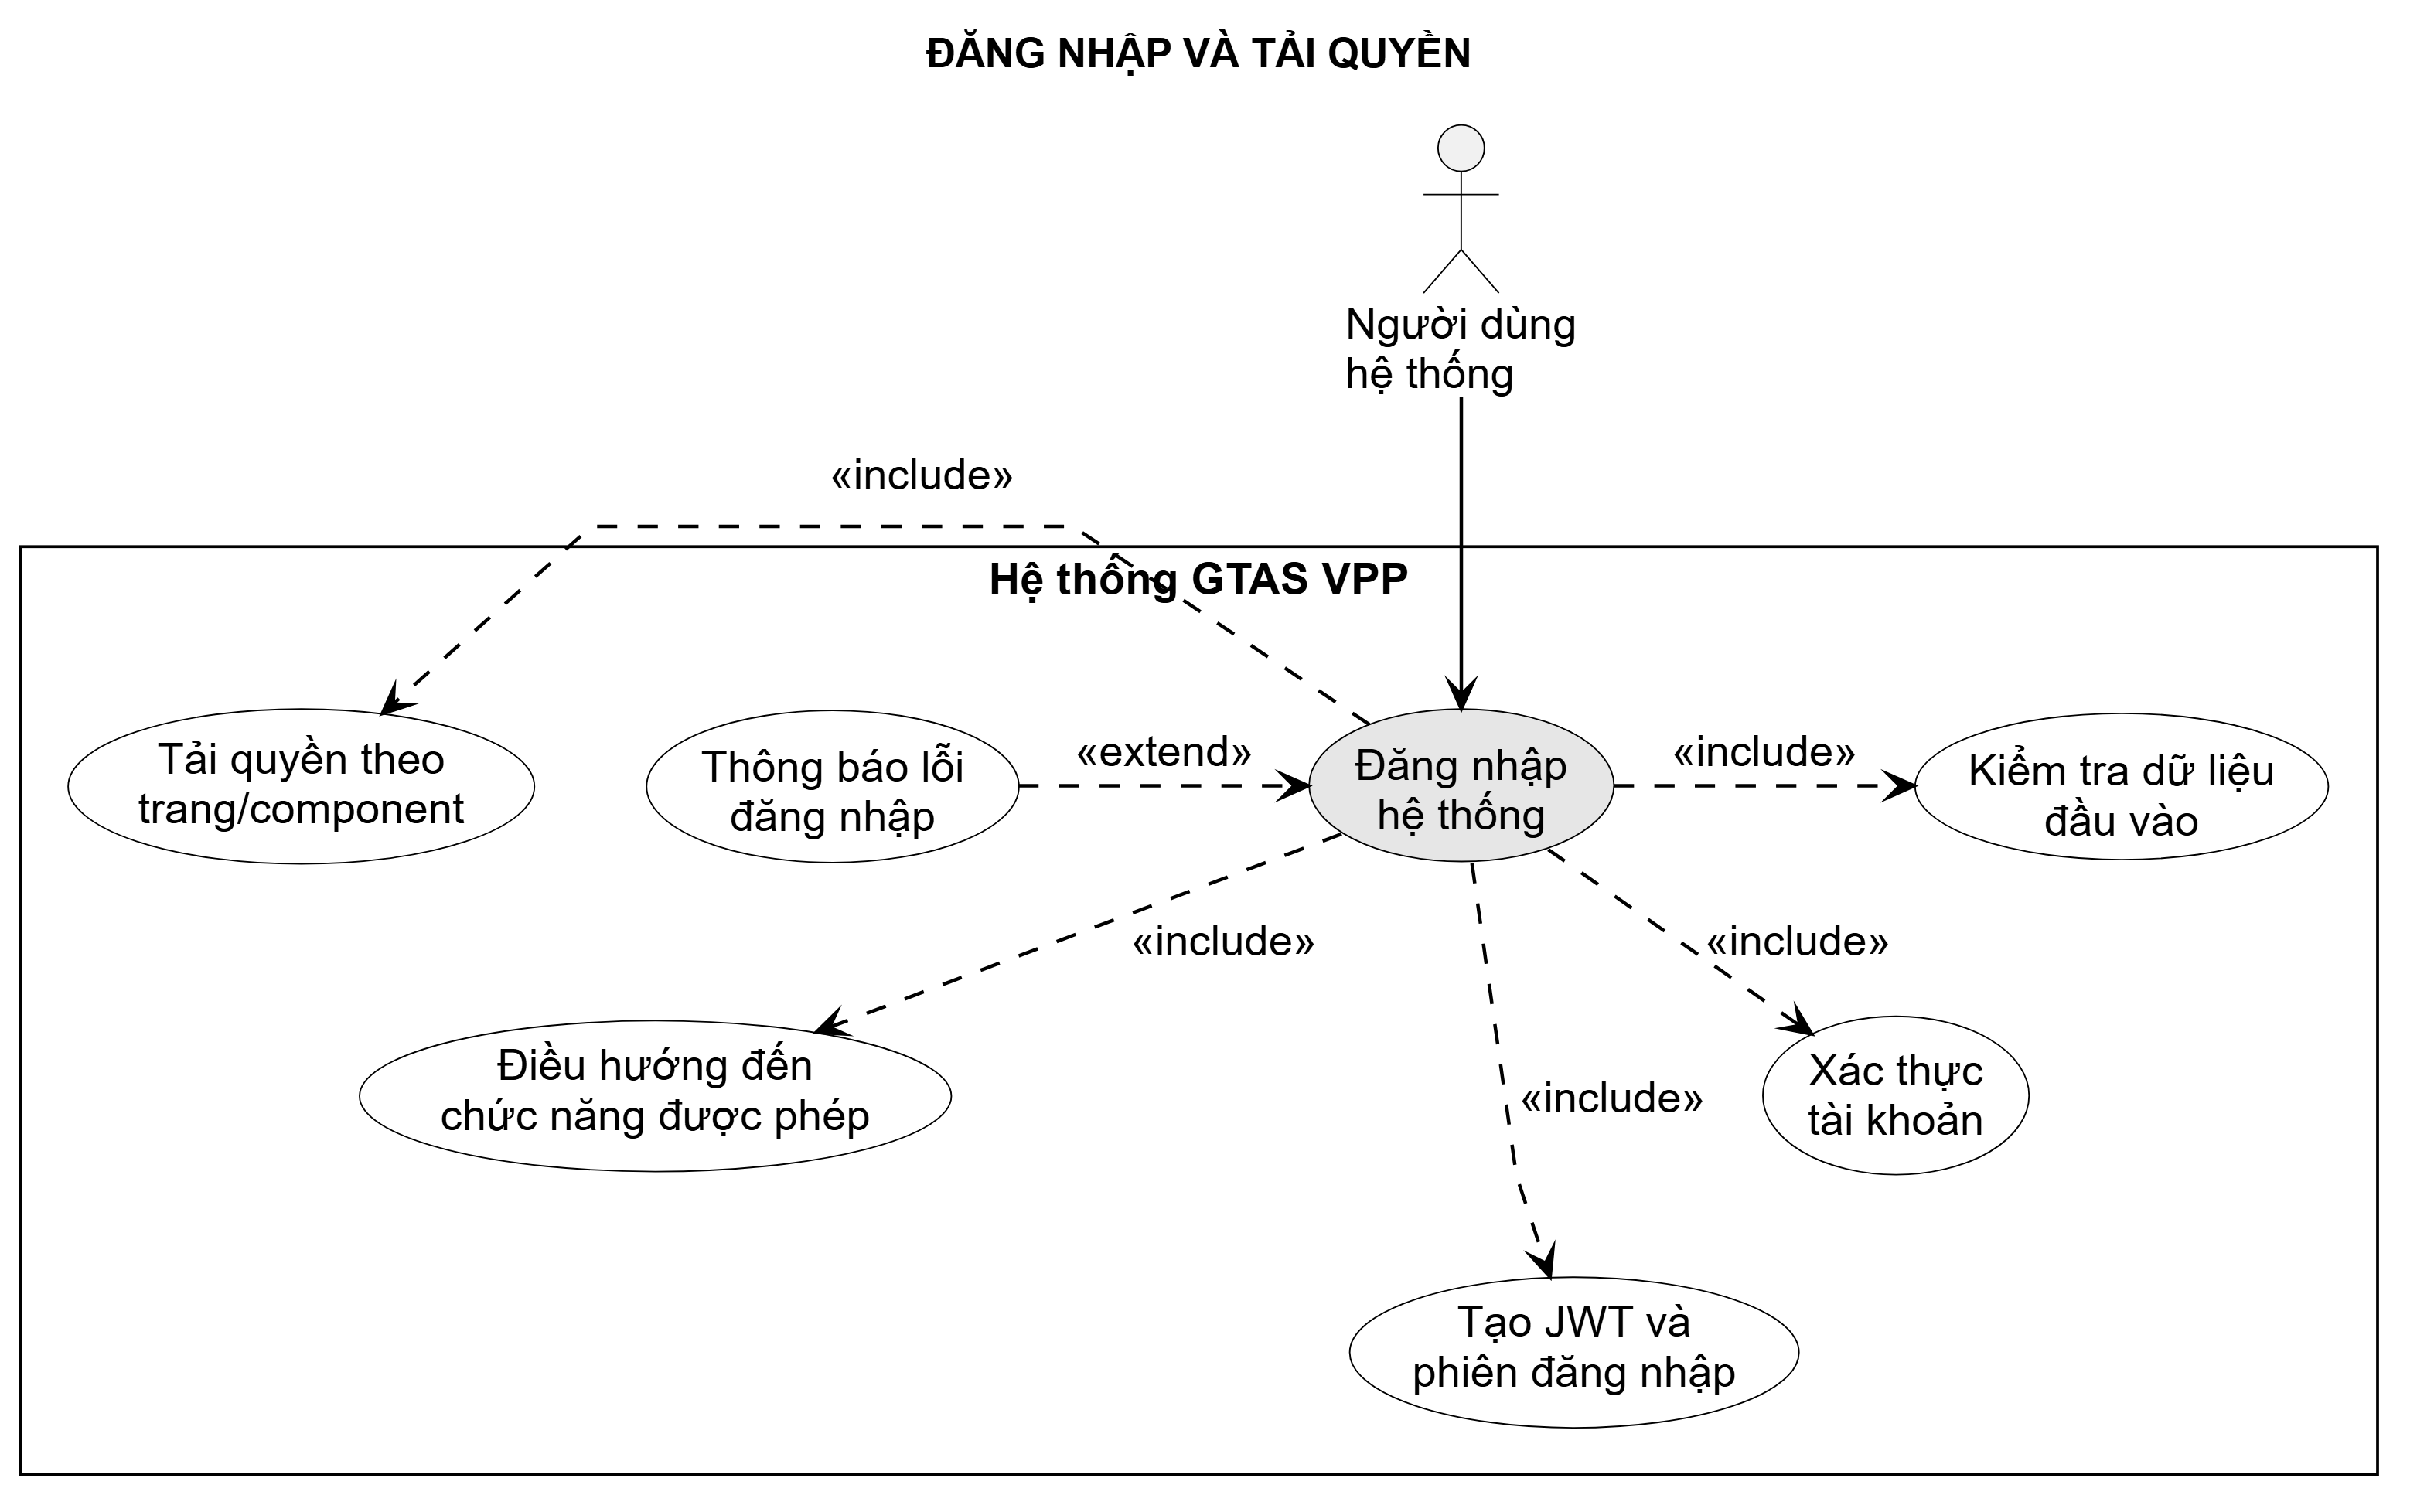 ĐĂNG NHẬP VÀ TẢI QUYỀN
Người dùng
hệ thống
«include»
Hệ thống GTAS VPP
Tải quyền theo
trang/component
Thông báo lỗi
đăng nhập
«extend»
Đăng nhập
hệ thống
«include»
Kiểm tra dữ liệu
đầu vào
«include»
«include»
Điều hướng đến
chức năng được phép
«include»
Xác thực
tài khoản
Tạo JWT và
phiên đăng nhập